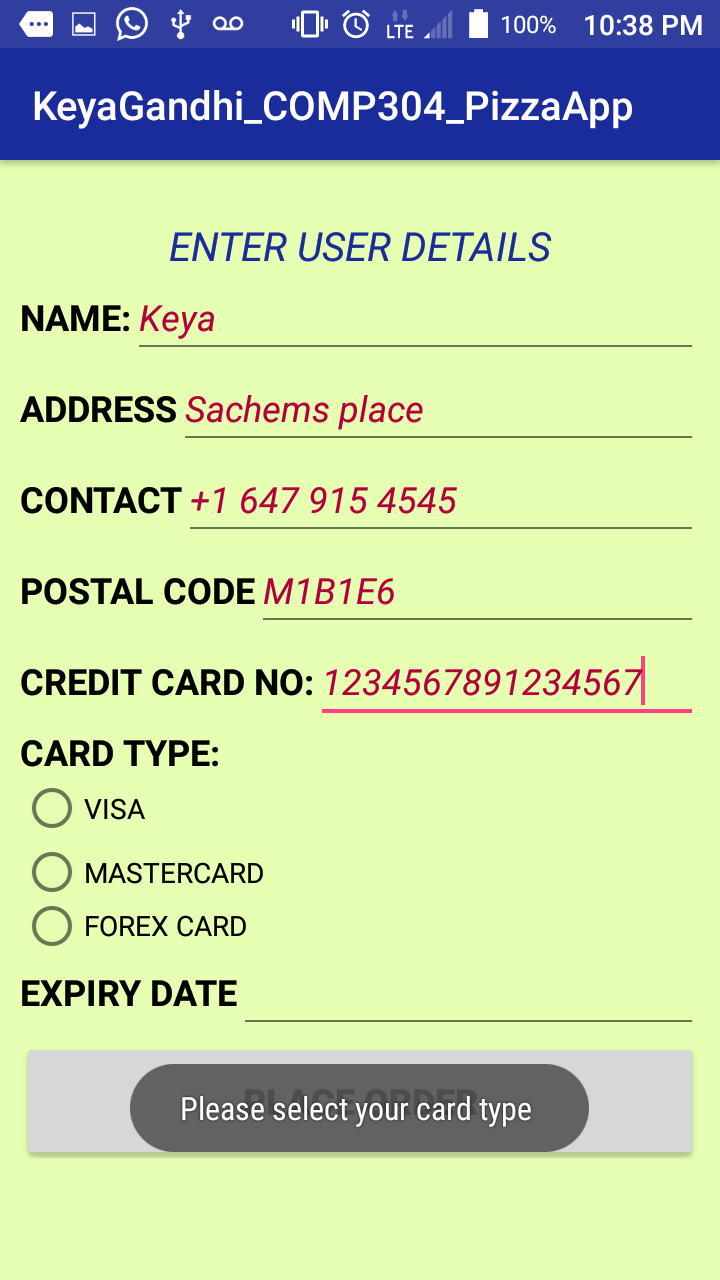 LTE 100% 10:38 PM
KeyaGandhi_COMP304_PizzaApp
ENTER USER DETAILS
NAME: Keya
ADDRESS Sachems place
CONTACT +1 647 915 4545
POSTAL CODE M1B1E6
CREDIT CARD NO: 1234567891234567
CARD TYPE:
VISA
MASTERCARD
FOREX CARD
EXPIRY DATE
PLACE ORDER
Please select your card type